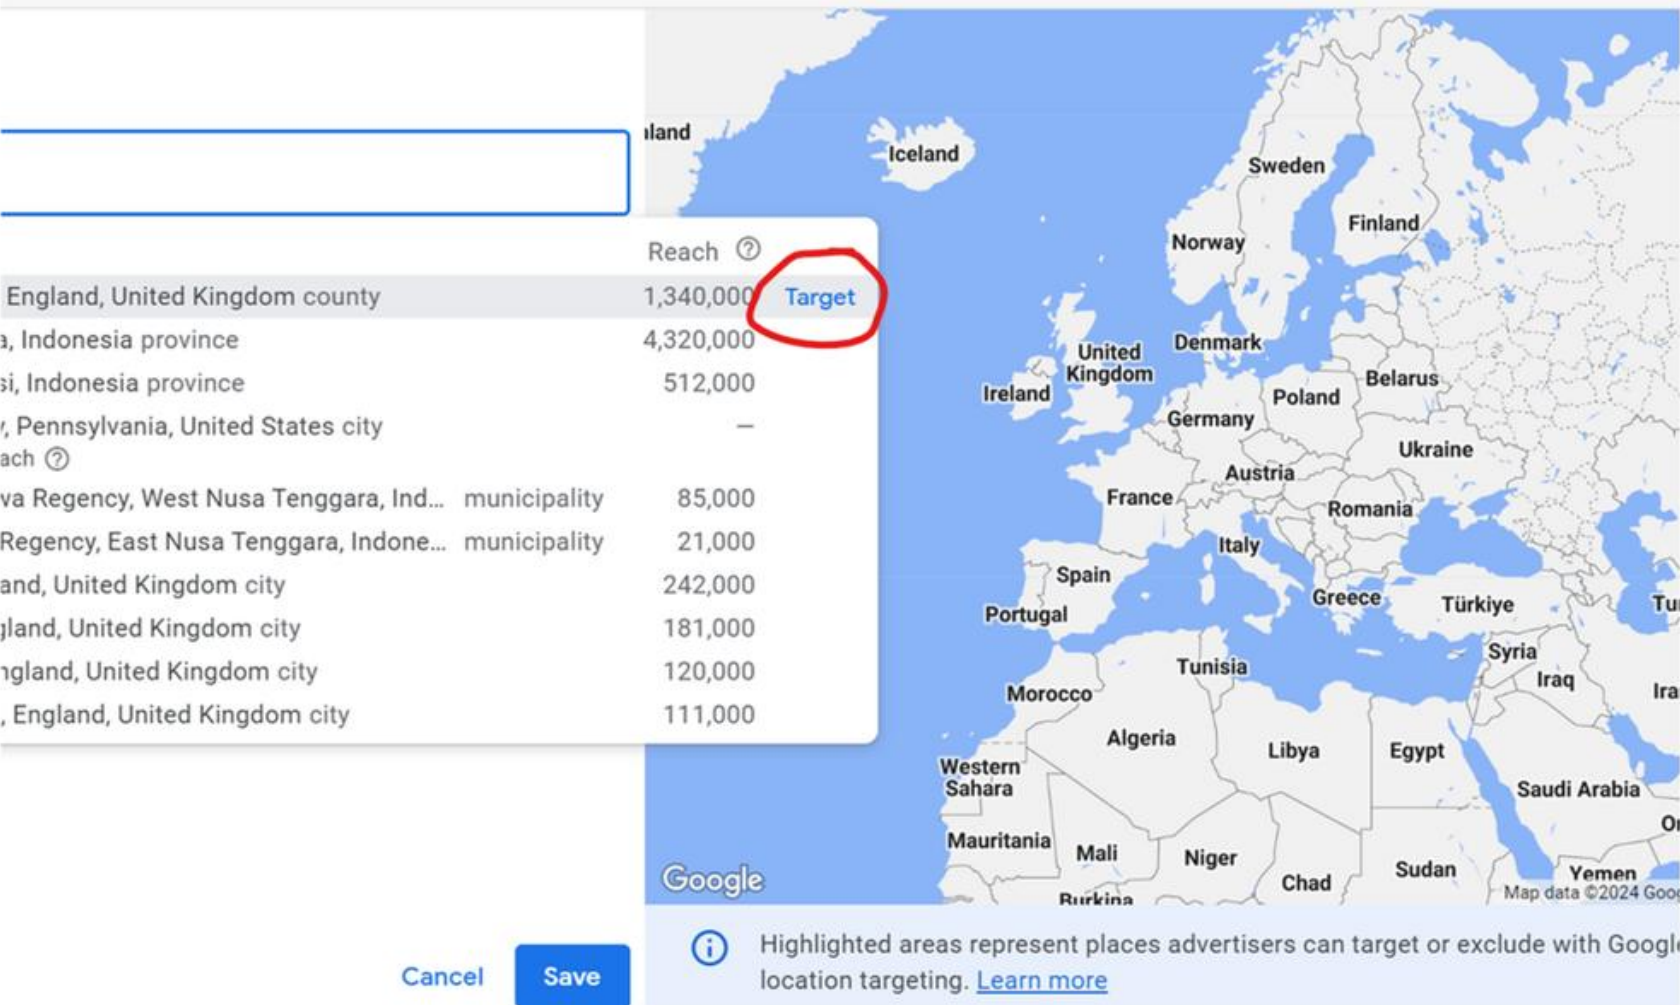 Reach
England, United Kingdom county 1,340,000 Target
Indonesia province 4,320,000
Indonesia province 512,000
Pennsylvania, United States city –
Regency, West Nusa Tenggara, Ind... municipality 85,000
Regency, East Nusa Tenggara, Indone... municipality 21,000
United Kingdom city 242,000
United Kingdom city 181,000
United Kingdom city 120,000
, England, United Kingdom city 111,000
Cancel Save
Iceland
Sweden
Finland
Norway
Denmark
United
Kingdom
Ireland
Belarus
Poland
Germany
Ukraine
Austria
France
Romania
Italy
Spain
Greece
Türkiye
Portugal
Syria
Tunisia
Iraq
Morocco
Algeria
Libya
Egypt
Western
Sahara
Saudi Arabia
Mauritania
Mali
Niger
Chad
Sudan
Yemen
Burkina
Google
Map data ©2024
Highlighted areas represent places advertisers can target or exclude with
location targeting. Learn more